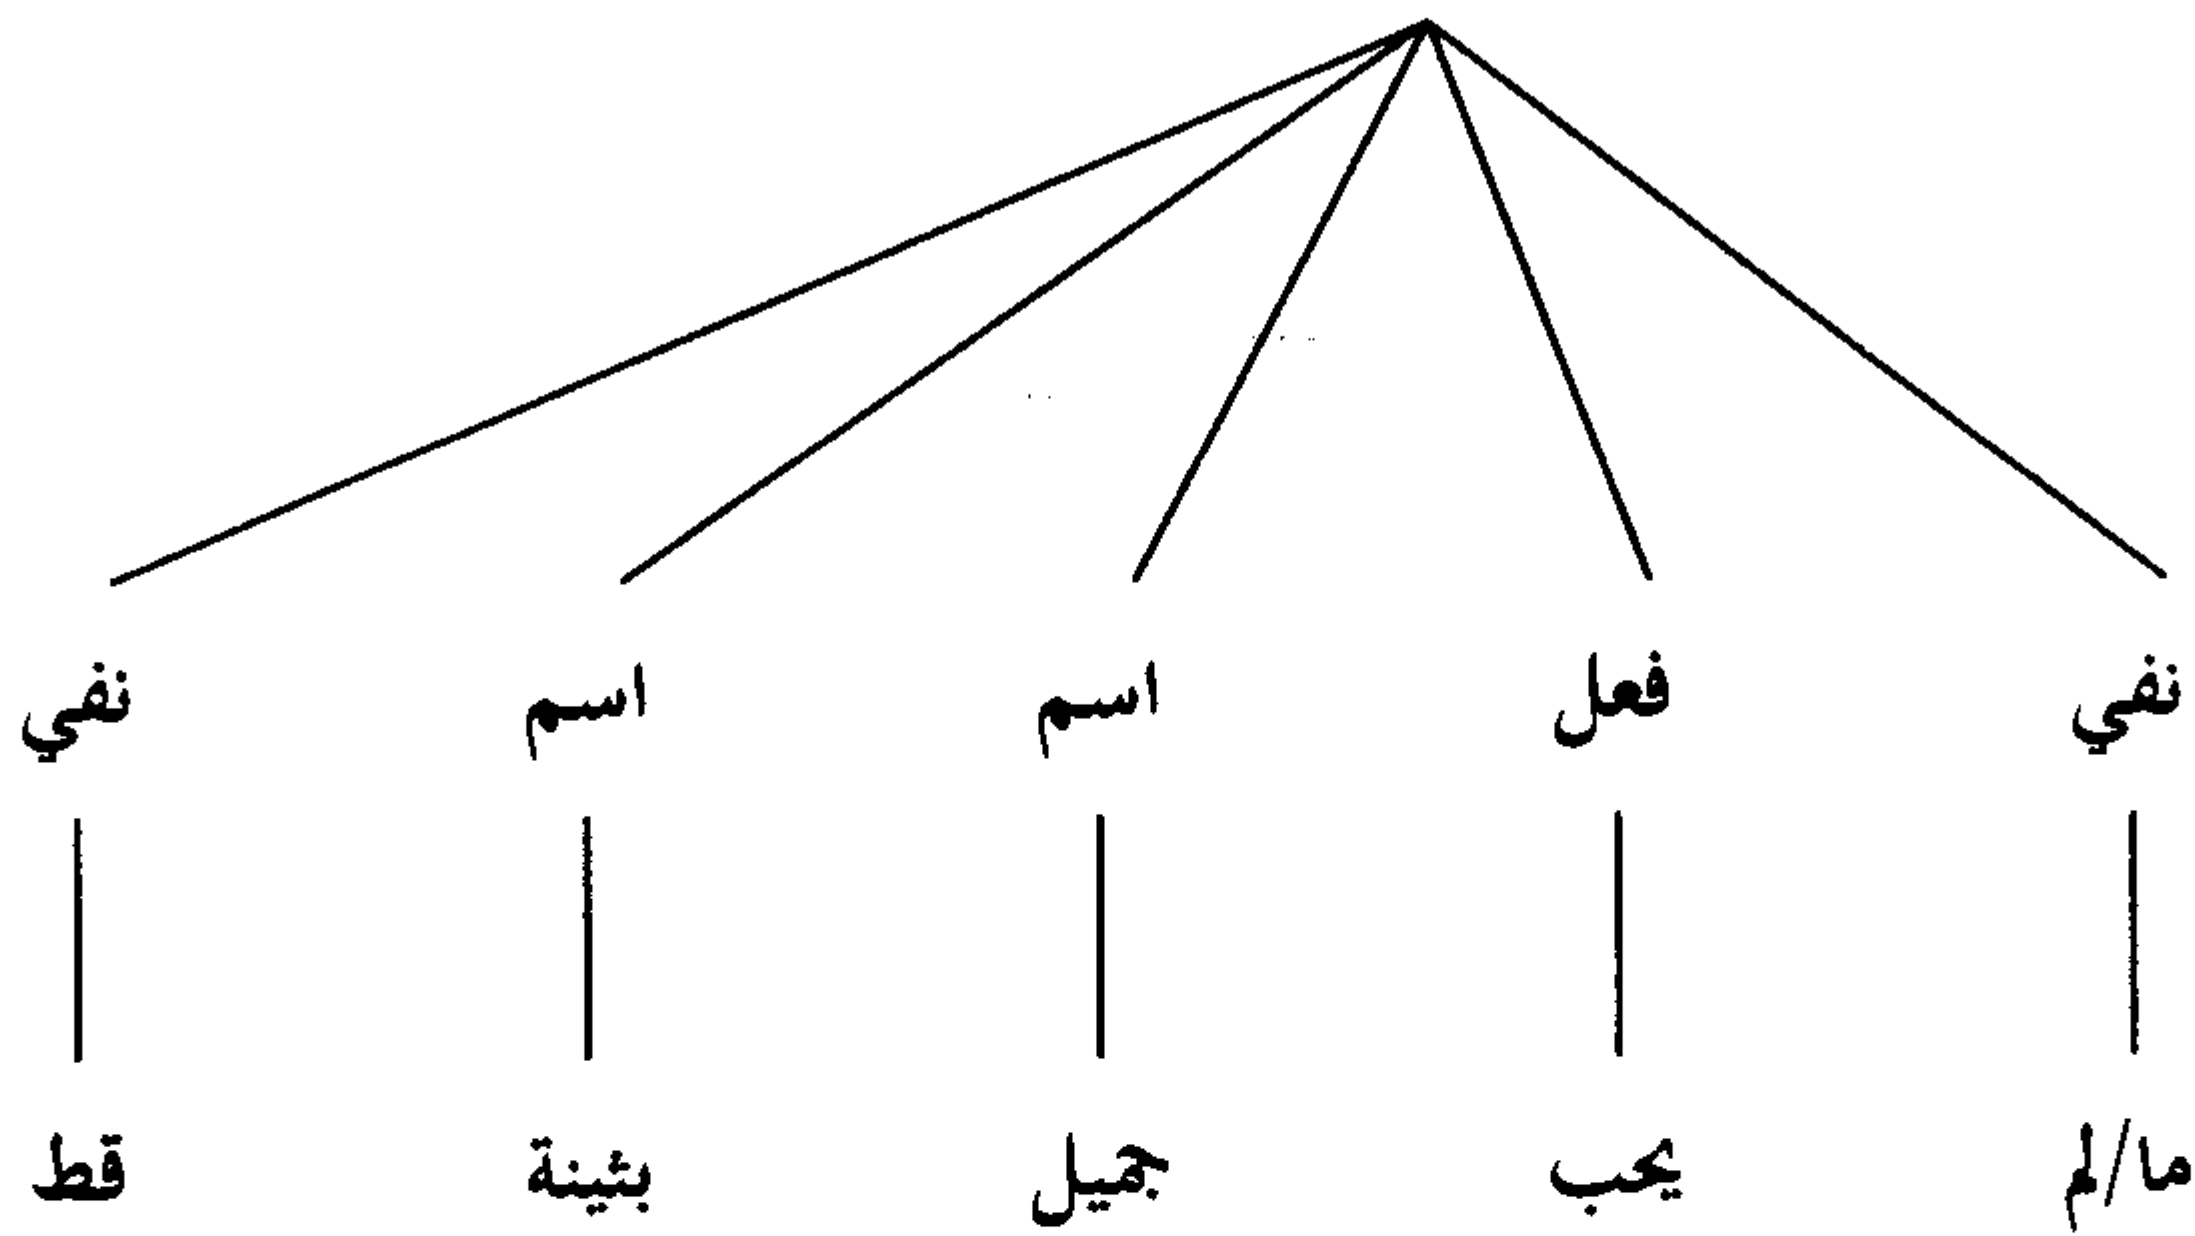 نفي فعل اسم اسم نفي
ما/لم يحب جميل بثينة قط